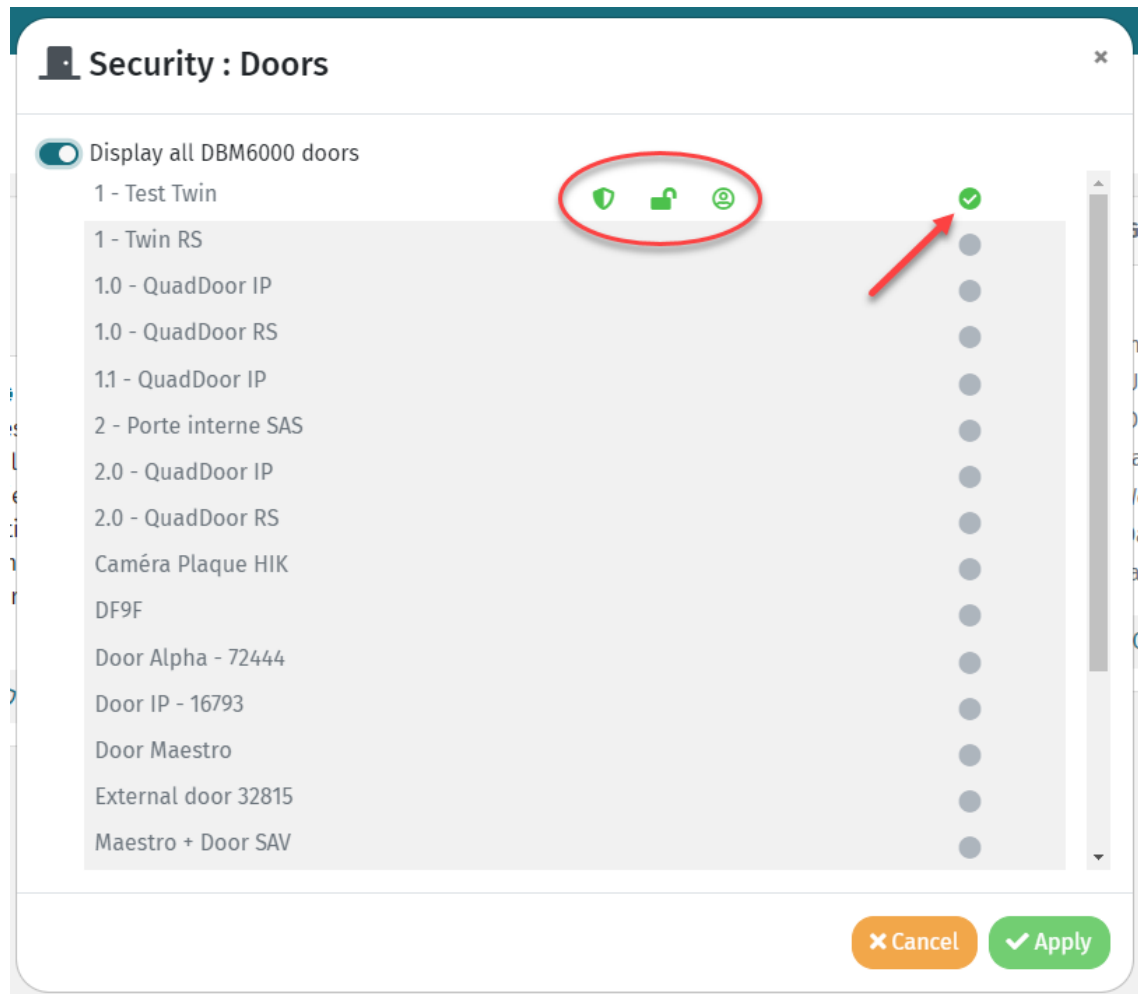 Security : Doors
Display all DBM6000 doors
1 - Test Twin
1 - Twin RS
1.0 - QuadDoor IP
1.0 - QuadDoor RS
1.1 - QuadDoor IP
2 - Porte interne SAS
2.0 - QuadDoor IP
2.0 - QuadDoor RS
Caméra Plaque HIK
DF9F
Door Alpha - 72444
Door IP - 16793
Door Maestro
External door 32815
Maestro + Door SAV
Cancel
Apply